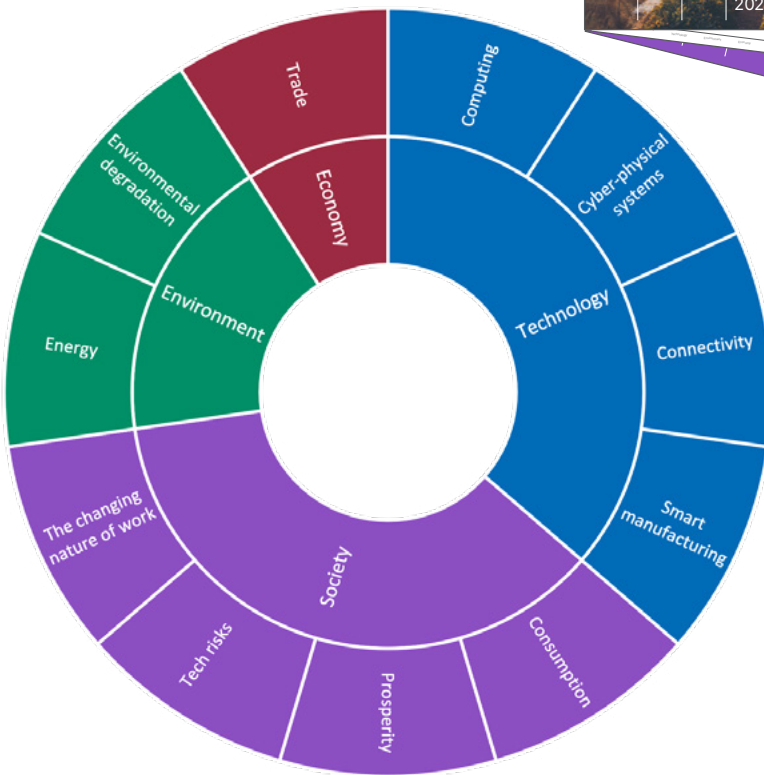 202
Trade
Computing
Environmental
degradation
Cyber-physical
systems
Economy
Environment
Technology
Energy
Connectivity
The changing
nature of work
Smart
manufacturing
Society
Tech risks
Prosperity
Consumption